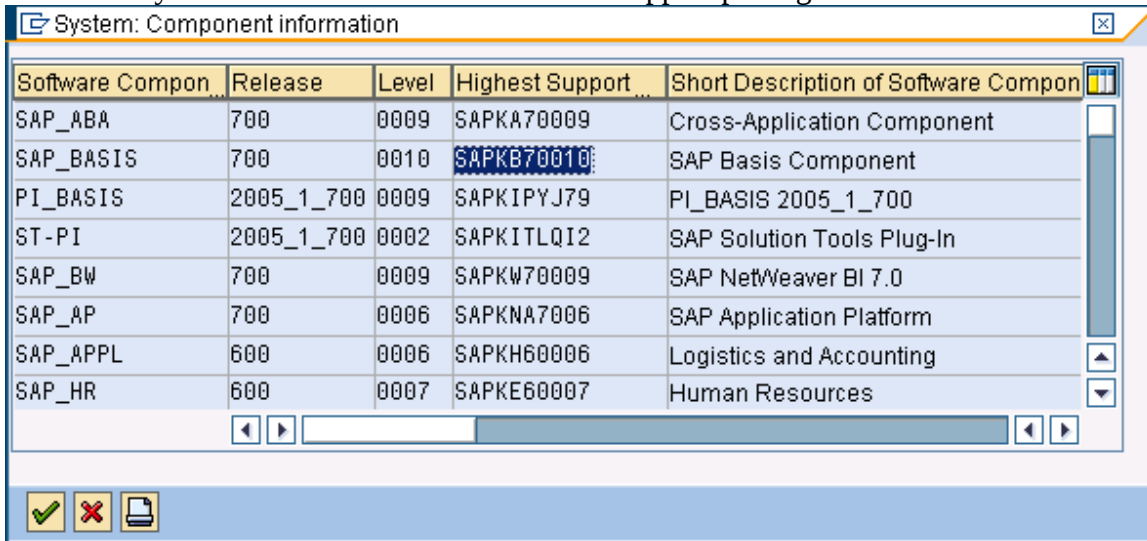 System: Component information
Software Compon... Release Level Highest Support ... Short Description of Software Compon
SAP_ABA 700 0009 SAPKA70009 Cross-Application Component
SAP_BASIS 700 0010 SAPKB70010 SAP Basis Component
PI_BASIS 2005_1_700 0009 SAPKIPYJ79 PI_BASIS 2005_1_700
ST-PI 2005_1_700 0002 SAPKITLQI2 SAP Solution Tools Plug-In
SAP_BW 700 0009 SAPKW70009 SAP NetWeaver BI 7.0
SAP_AP 700 0006 SAPKNA7006 SAP Application Platform
SAP_APPL 600 0006 SAPKH60006 Logistics and Accounting
SAP_HR 600 0007 SAPKE60007 Human Resources